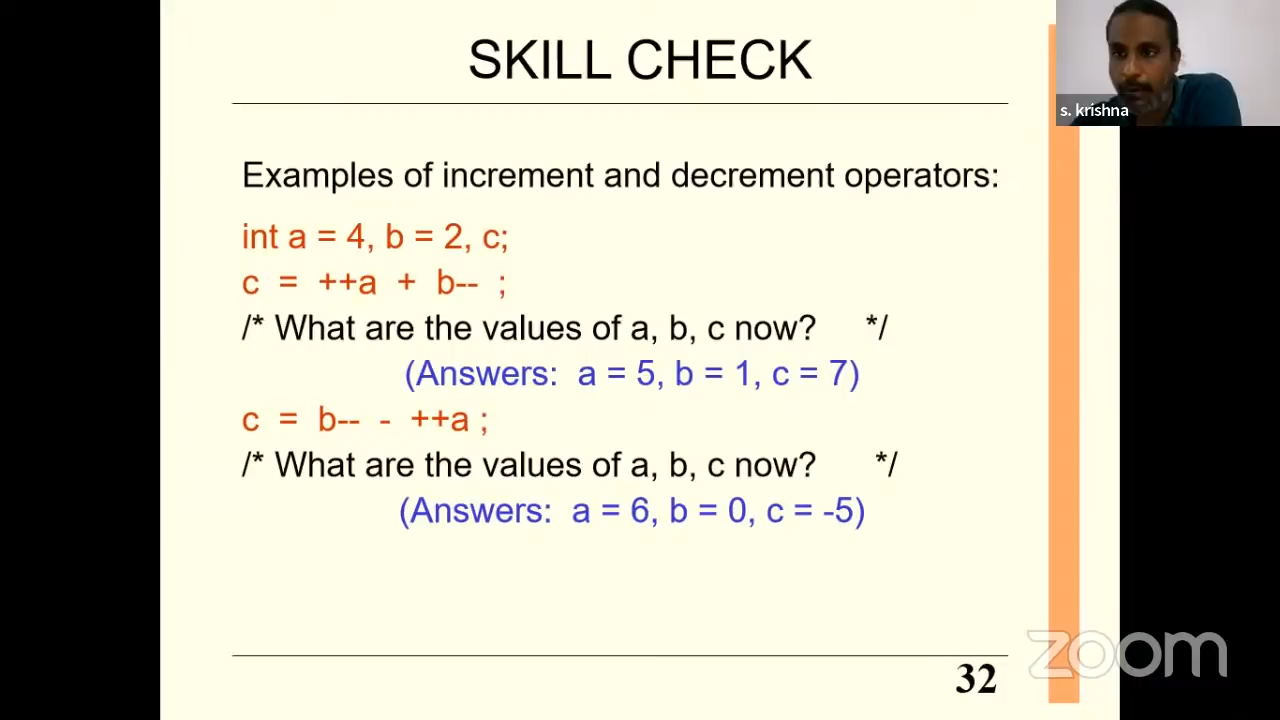 SKILL CHECK
s. krishna
Examples of increment and decrement operators:
int a = 4, b = 2, c;
c = ++a + b-- ;
/* What are the values of a, b, c now? */
(Answers: a = 5, b = 1, c = 7)
c = b-- - ++a ;
/* What are the values of a, b, c now? */
(Answers: a = 6, b = 0, c = -5)
zoom
32